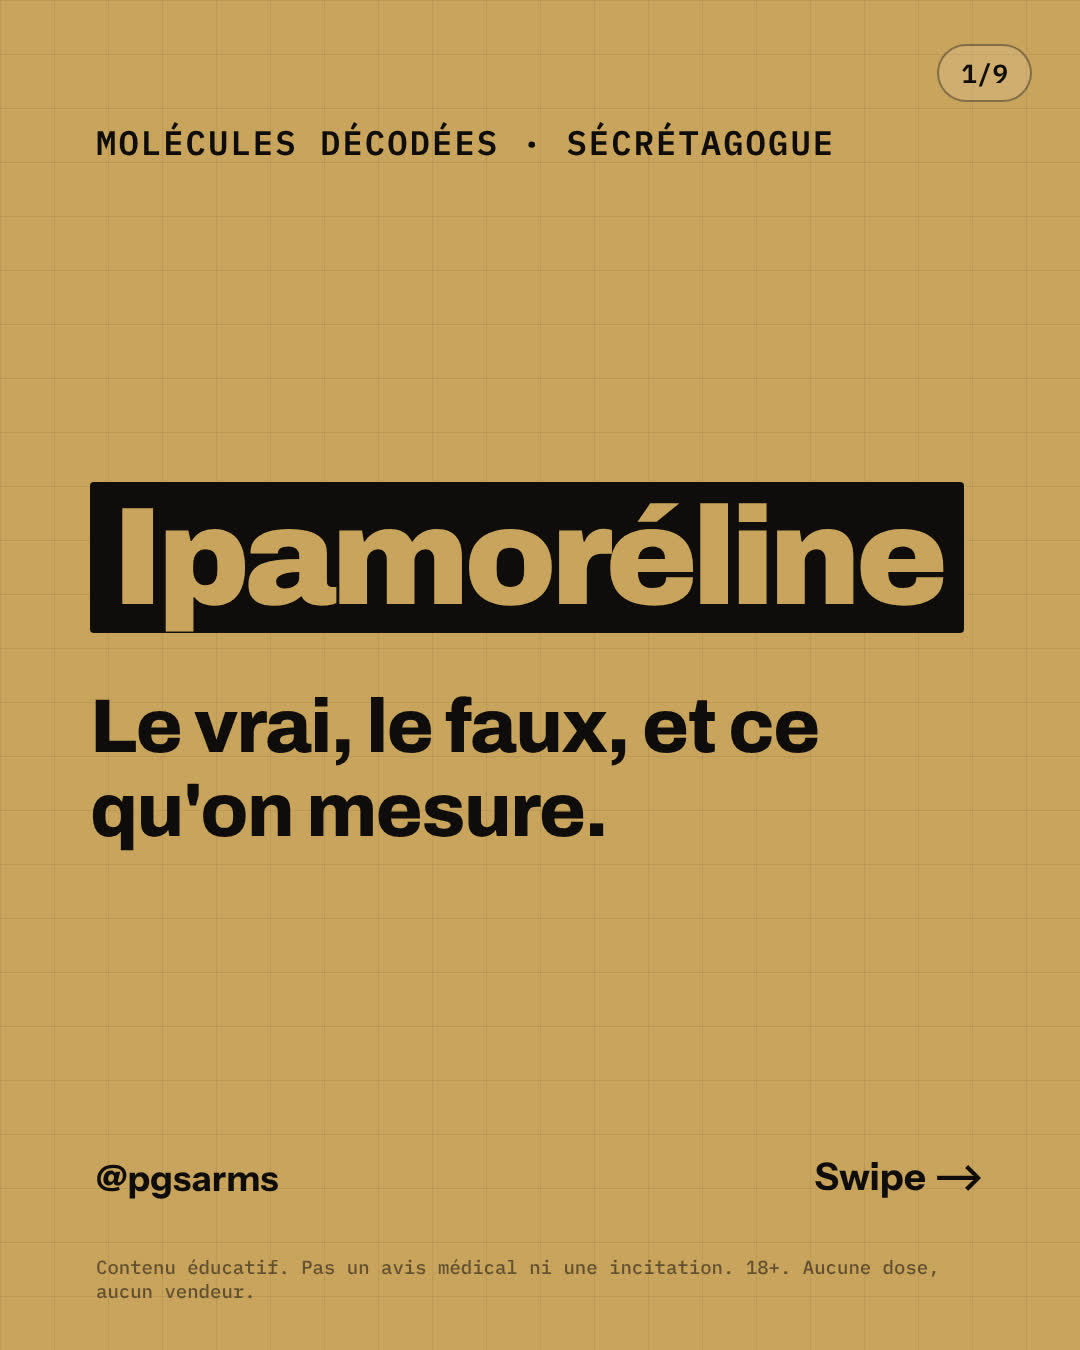 1/9
MOLÉCULES DÉCODÉES · SÉCRÉTAGOGUE
Ipamoréline
Le vrai, le faux, et ce
qu'on mesure.
@pgsarms
Swipe →
Contenu éducatif. Pas un avis médical ni une incitation. 18+. Aucune dose,
aucun vendeur.